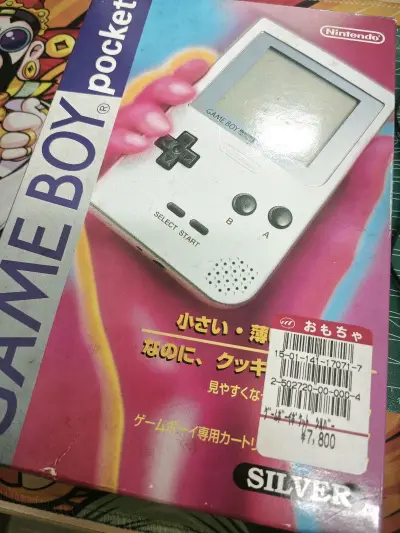 GAME BOY® pocket
Nintendo®
GAME BOY
B
A
SELECT START
小さい・薄
なのに、クッキ
見やすくな
ゲームボーイ専用カートリ
おもちゃ
15-01-141-17071-7
2-502720-00-000-4
¥7,800
SILVER